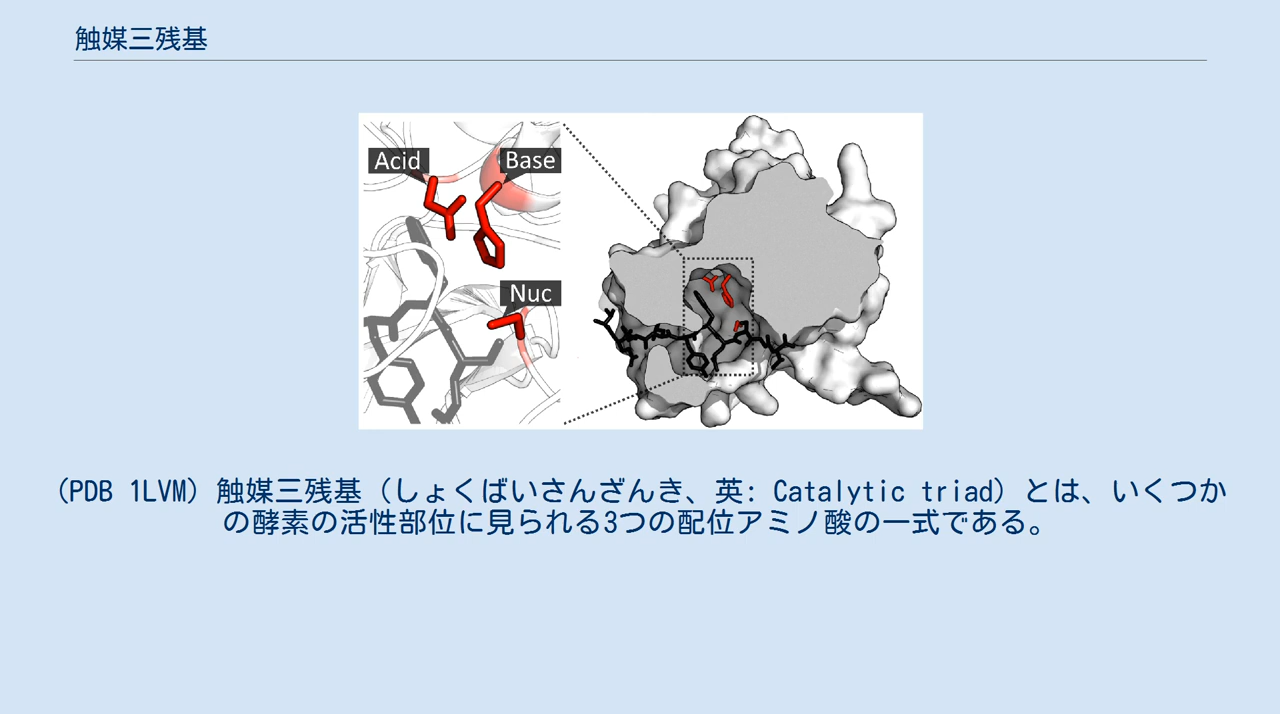 触媒三残基
Acid
Base
Nuc
(PDB 1LVM) 触媒三残基 (しょくばいさんざんき、英: Catalytic triad) とは、いくつか
の酵素の活性部位に見られる3つの配位アミノ酸の一式である。